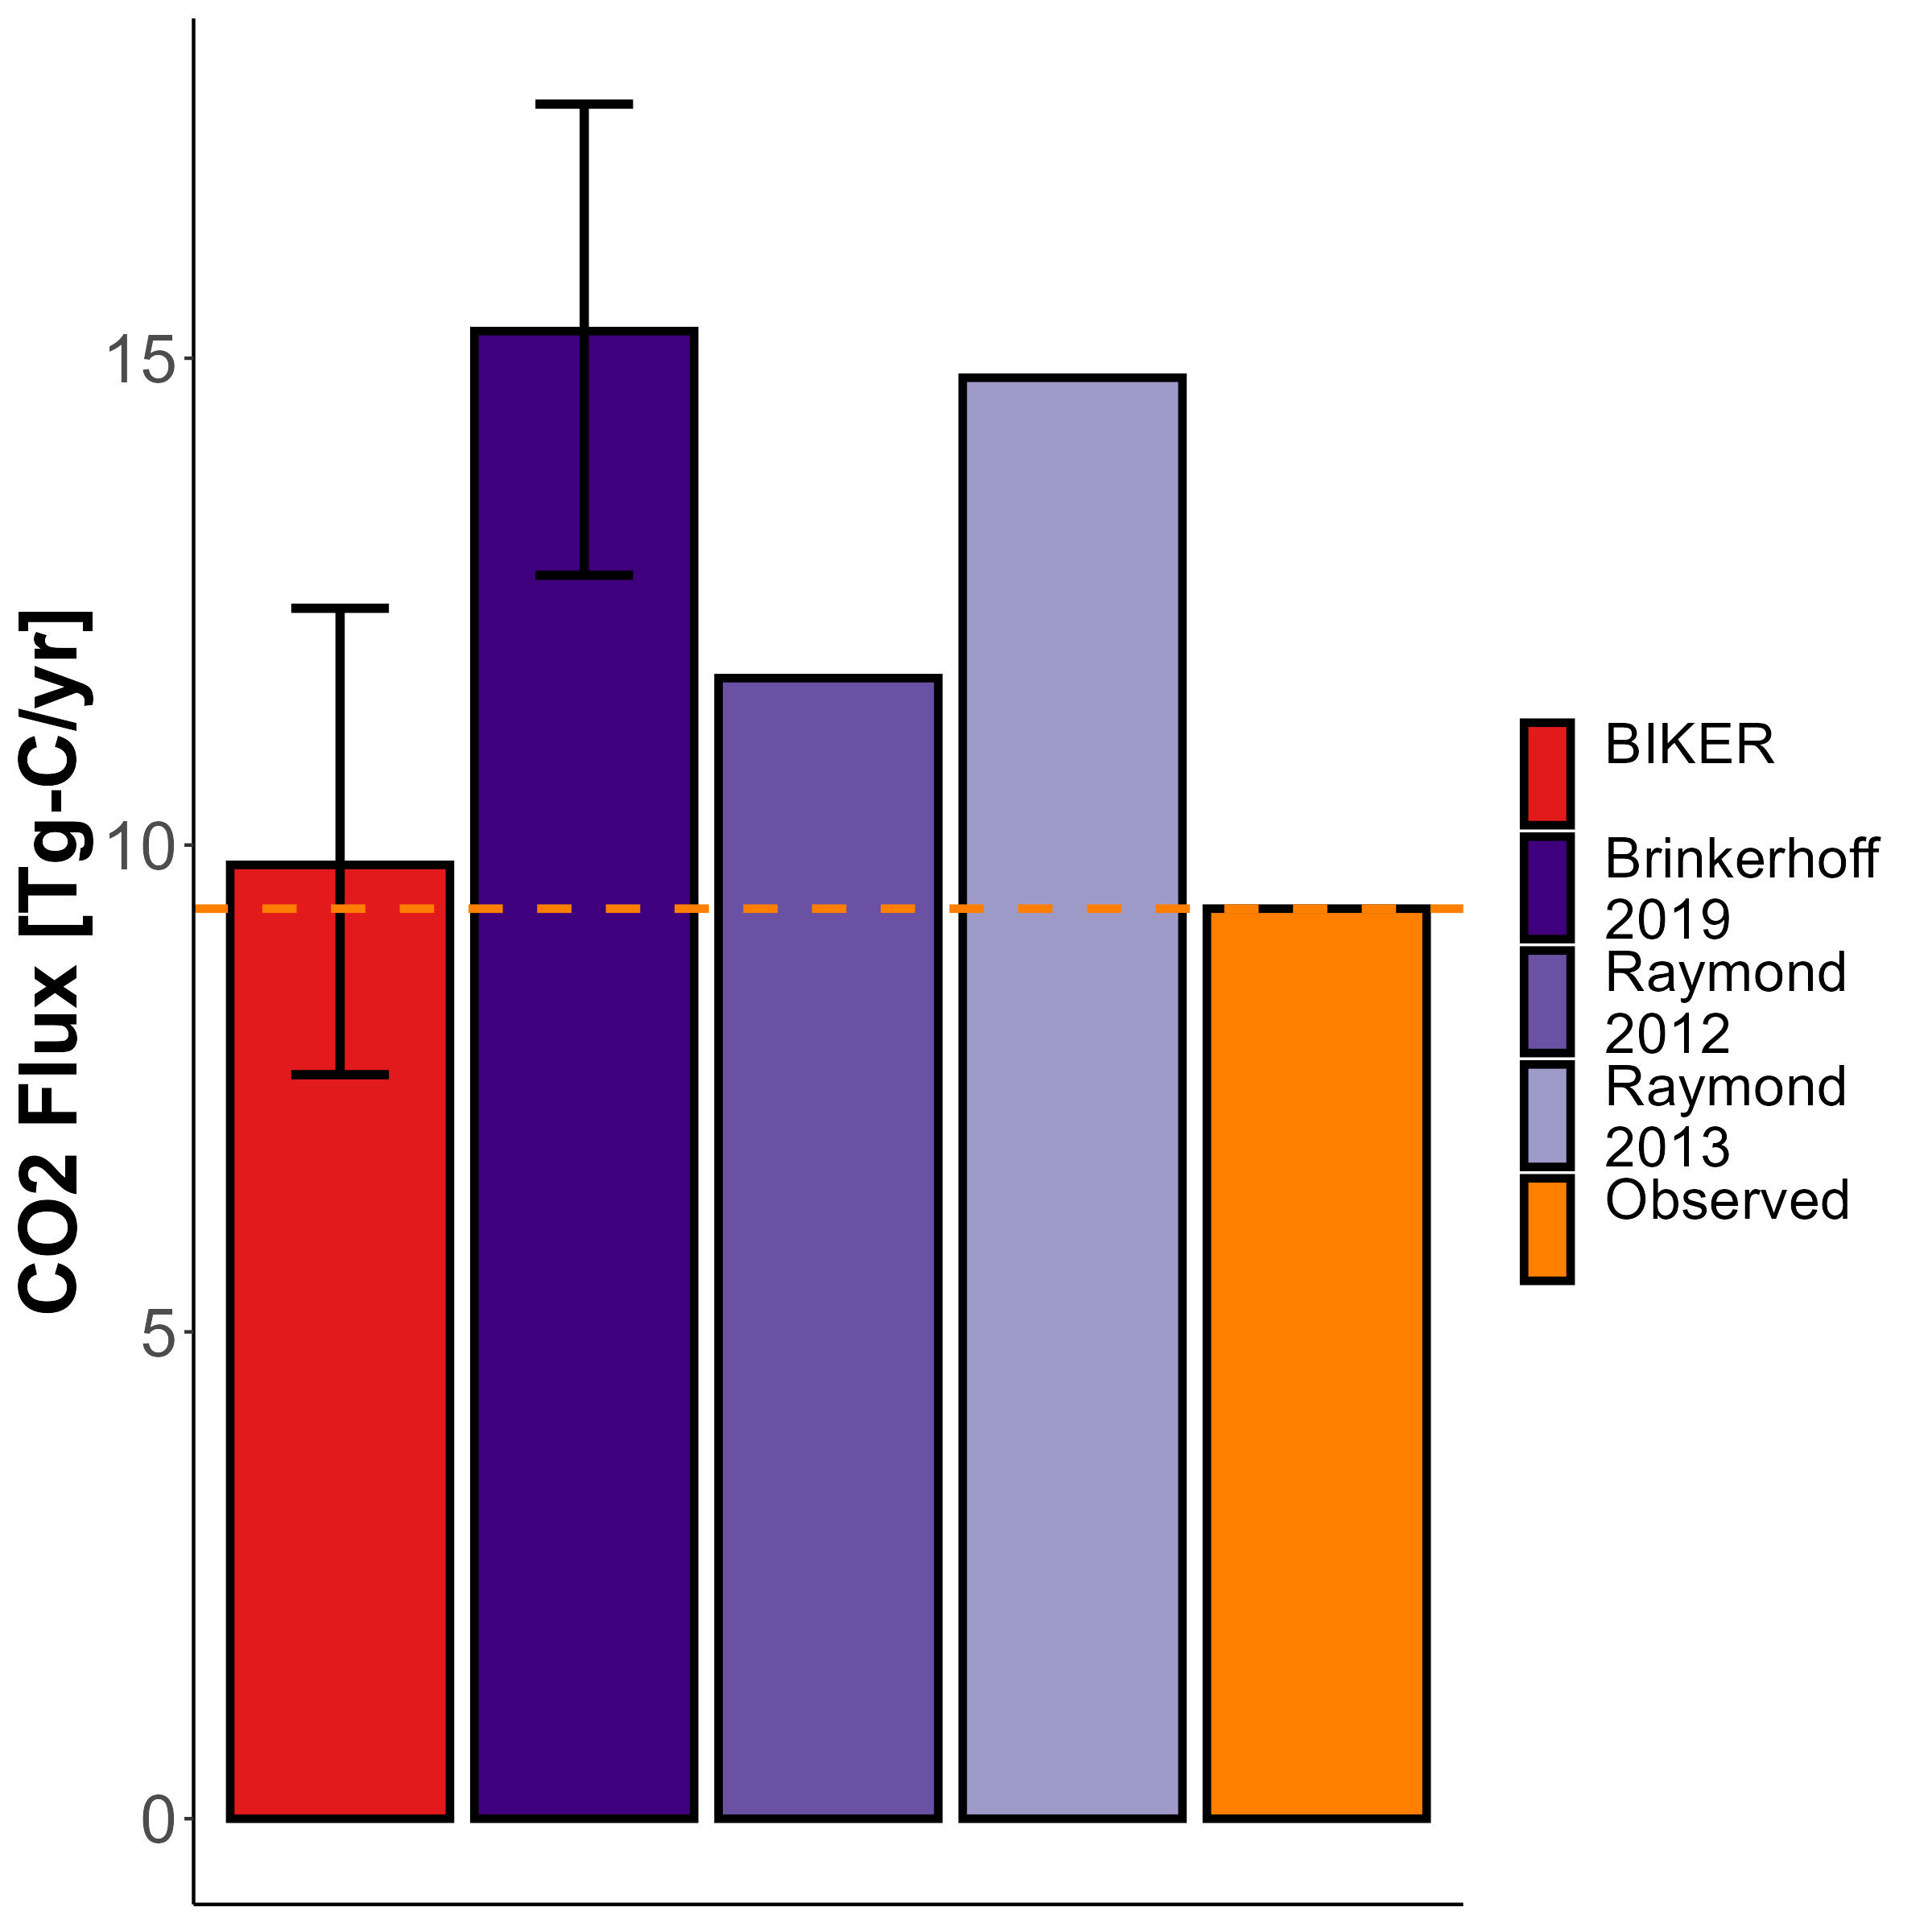 CO2 Flux [Tg-C/yr]
15
10
5
0
BIKER
Brinkerhoff
2019
Raymond
2012
Raymond
2013
Observed